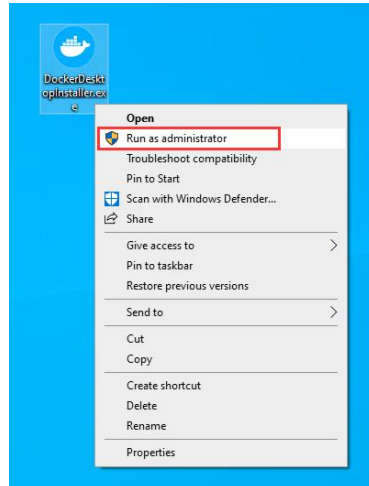 DockerDeskt
opInstaller.ex
e
Open
Run as administrator
Troubleshoot compatibility
Pin to Start
Scan with Windows Defender...
Share
Give access to
Pin to taskbar
Restore previous versions
Send to
Cut
Copy
Create shortcut
Delete
Rename
Properties